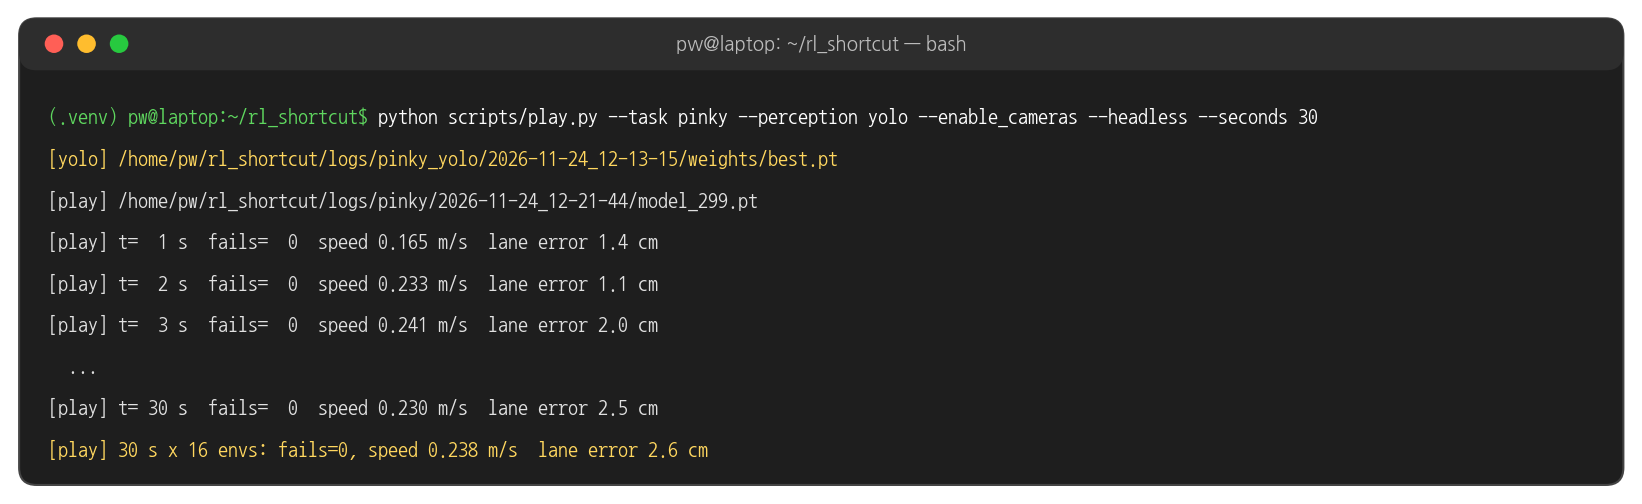 pw@laptop: ~/rl_shortcut — bash
(.venv) pw@laptop:~/rl_shortcut$ python scripts/play.py --task pinky --perception yolo --enable_cameras --headless --seconds 30
[yolo] /home/pw/rl_shortcut/logs/pinky_yolo/2026-11-24_12-13-15/weights/best.pt
[play] /home/pw/rl_shortcut/logs/pinky/2026-11-24_12-21-44/model_299.pt
[play] t=  1 s  fails=  0  speed 0.165 m/s  lane error 1.4 cm
[play] t=  2 s  fails=  0  speed 0.233 m/s  lane error 1.1 cm
[play] t=  3 s  fails=  0  speed 0.241 m/s  lane error 2.0 cm
  ...
[play] t= 30 s  fails=  0  speed 0.230 m/s  lane error 2.5 cm
[play] 30 s x 16 envs: fails=0, speed 0.238 m/s  lane error 2.6 cm